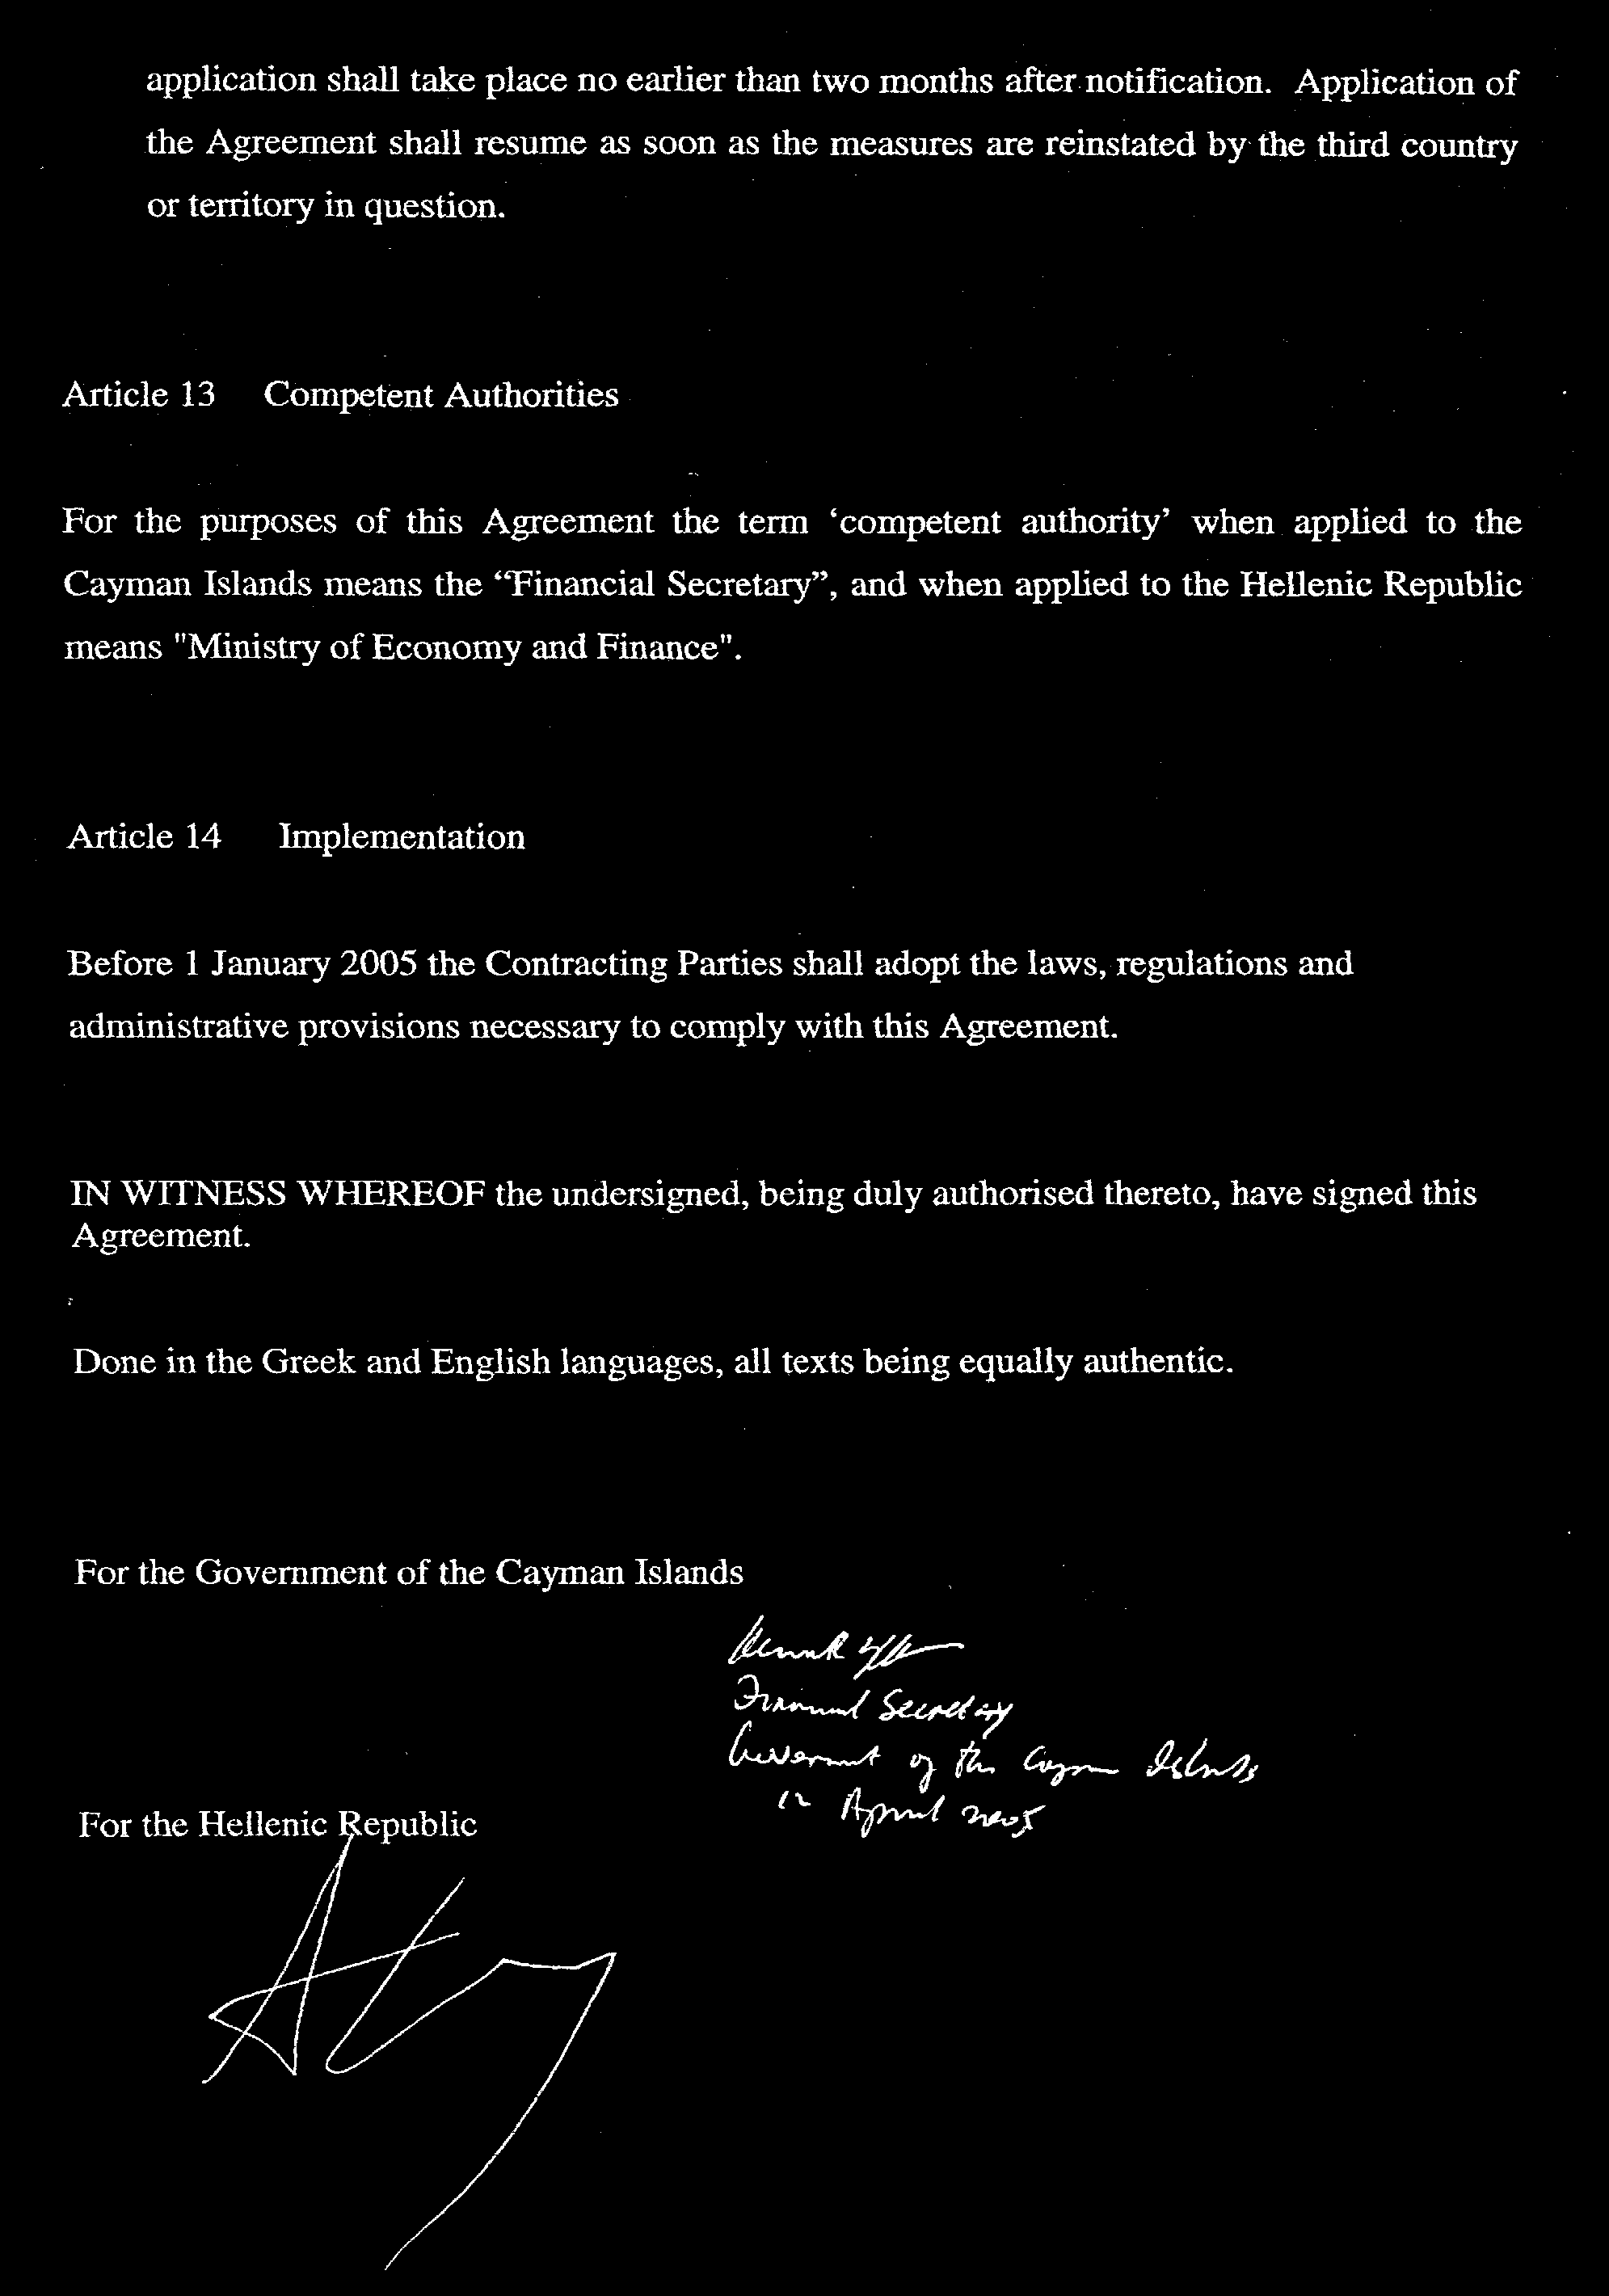 application shall take place no earlier than two months after notification. Application of
the Agreement shall resume as soon as the measures are reinstated by the third country
or territory in question.
Article 13 Competent Authorities
For the purposes of this Agreement the term ‘competent authority’ when applied to the
Cayman Islands means the “Financial Secretary”, and when applied to the Hellenic Republic
means "Ministry of Economy and Finance".
Article 14 Implementation
Before 1 January 2005 the Contracting Parties shall adopt the laws, regulations and
administrative provisions necessary to comply with this Agreement.
IN WITNESS WHEREOF the undersigned, being duly authorised thereto, have signed this
Agreement.
Done in the Greek and English languages, all texts being equally authentic.
For the Government of the Cayman Islands
Financial Secretary
Government of the Cayman Islands
12 April 2005
For the Hellenic Republic